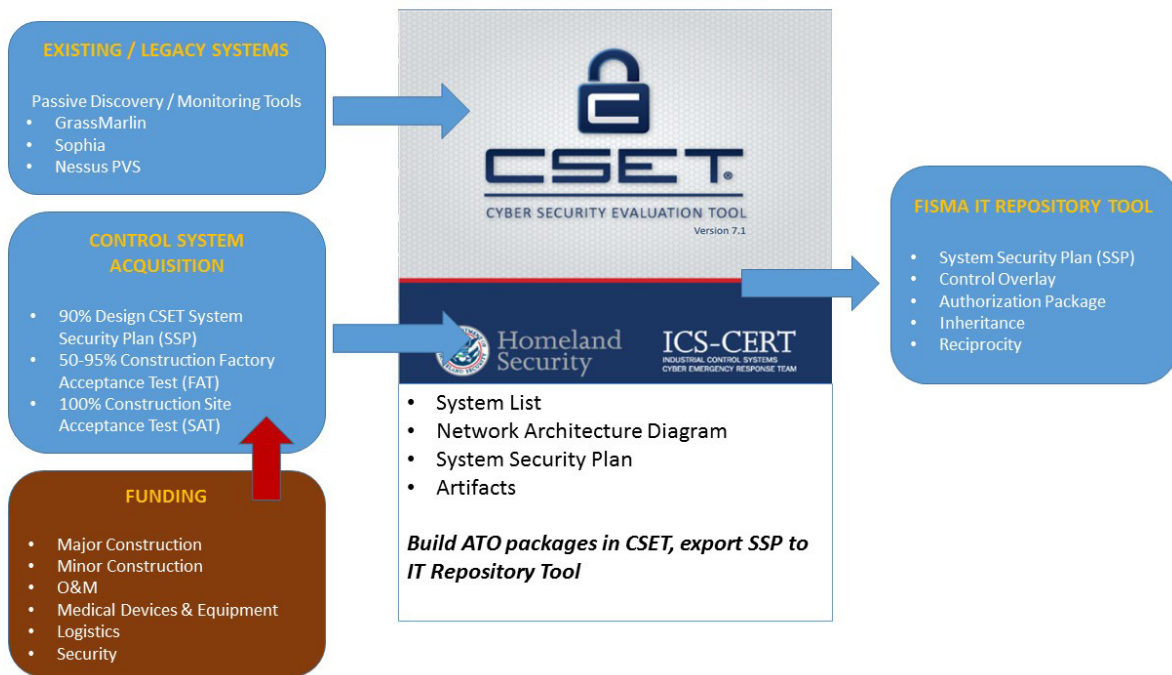 EXISTING / LEGACY SYSTEMS
Passive Discovery / Monitoring Tools
• GrassMarlin
• Sophia
• Nessus PVS
CONTROL SYSTEM
ACQUISITION
• 90% Design CSET System
Security Plan (SSP)
• 50-95% Construction Factory
Acceptance Test (FAT)
• 100% Construction Site
Acceptance Test (SAT)
FUNDING
• Major Construction
• Minor Construction
• O&M
• Medical Devices & Equipment
• Logistics
• Security
C
CSET®
CYBER SECURITY EVALUATION TOOL
Version 7.1
Homeland
Security
ICS-CERT
INDUSTRIAL CONTROL SYSTEMS
CYBER EMERGENCY RESPONSE TEAM
• System List
• Network Architecture Diagram
• System Security Plan
• Artifacts
Build ATO packages in CSET, export SSP to
IT Repository Tool
FISMA IT REPOSITORY TOOL
• System Security Plan (SSP)
• Control Overlay
• Authorization Package
• Inheritance
• Reciprocity